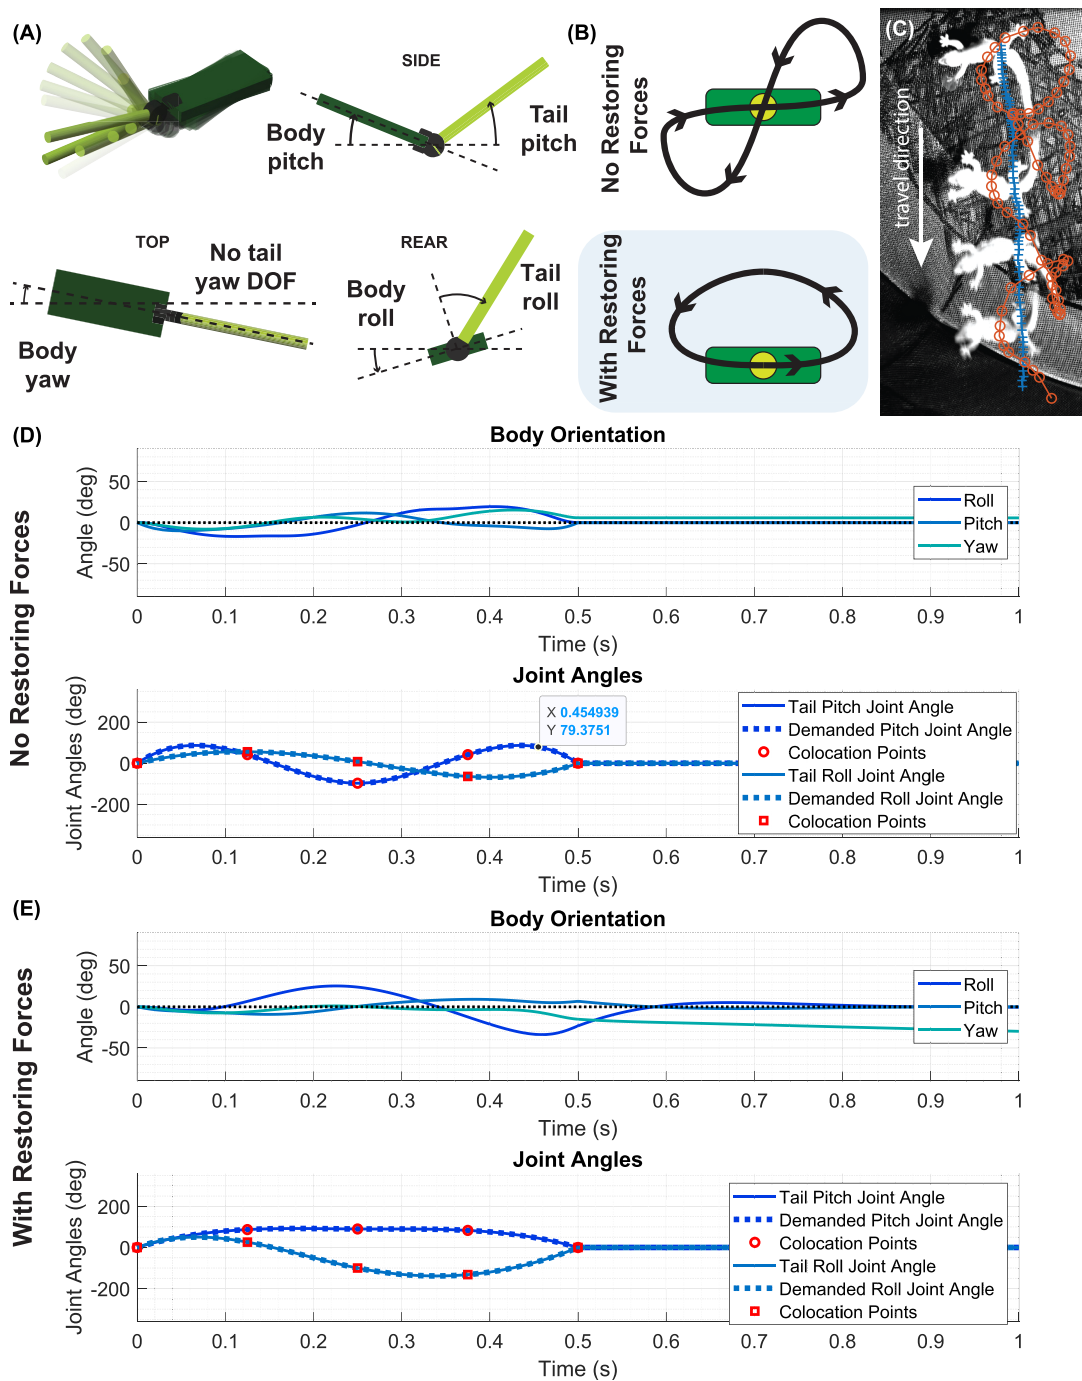 (A)
SIDE
Body
pitch
Tail
pitch
TOP
No tail
yaw DOF
Body
yaw
REAR
Body
roll
Tail
roll
(B)
No Restoring
Forces
With Restoring
Forces
(C)
travel direction
(D)
No Restoring Forces
Body Orientation
Angle (deg)
50
0
-50
Roll
Pitch
Yaw
0 0.1 0.2 0.3 0.4 0.5 0.6 0.7 0.8 0.9 1
Time (s)
Joint Angles
Joint Angles (deg)
200
0
-200
X 0.454939
Y 79.3751
Tail Pitch Joint Angle
Demanded Pitch Joint Angle
Colocation Points
Tail Roll Joint Angle
Demanded Roll Joint Angle
Colocation Points
0 0.1 0.2 0.3 0.4 0.5 0.6 0.7 0.8 0.9 1
Time (s)
(E)
With Restoring Forces
Body Orientation
Angle (deg)
50
0
-50
Roll
Pitch
Yaw
0 0.1 0.2 0.3 0.4 0.5 0.6 0.7 0.8 0.9 1
Time (s)
Joint Angles
Joint Angles (deg)
200
0
-200
Tail Pitch Joint Angle
Demanded Pitch Joint Angle
Colocation Points
Tail Roll Joint Angle
Demanded Roll Joint Angle
Colocation Points
0 0.1 0.2 0.3 0.4 0.5 0.6 0.7 0.8 0.9 1
Time (s)